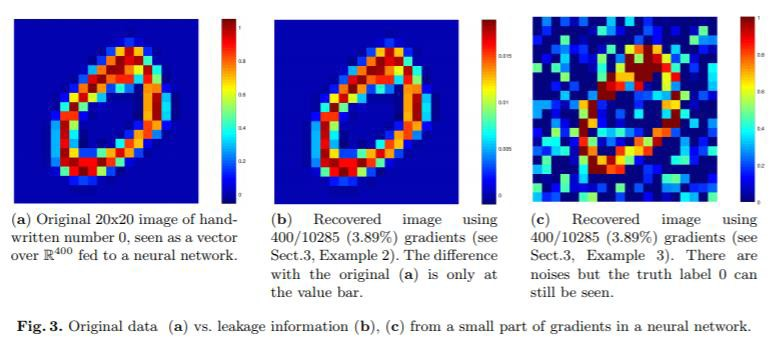 1
0.8
0.6
0.4
0.2
0
0.015
0.01
0.005
0
1
0.8
0.6
0.4
0.2
0
(a) Original 20x20 image of hand-
written number 0, seen as a vector
over ℝ⁴⁰⁰ fed to a neural network.
(b) Recovered image using
400/10285 (3.89%) gradients (see
Sect.3, Example 2). The difference
with the original (a) is only at
the value bar.
(c) Recovered image using
400/10285 (3.89%) gradients (see
Sect.3, Example 3). There are
noises but the truth label 0 can
still be seen.
Fig. 3. Original data (a) vs. leakage information (b), (c) from a small part of gradients in a neural network.